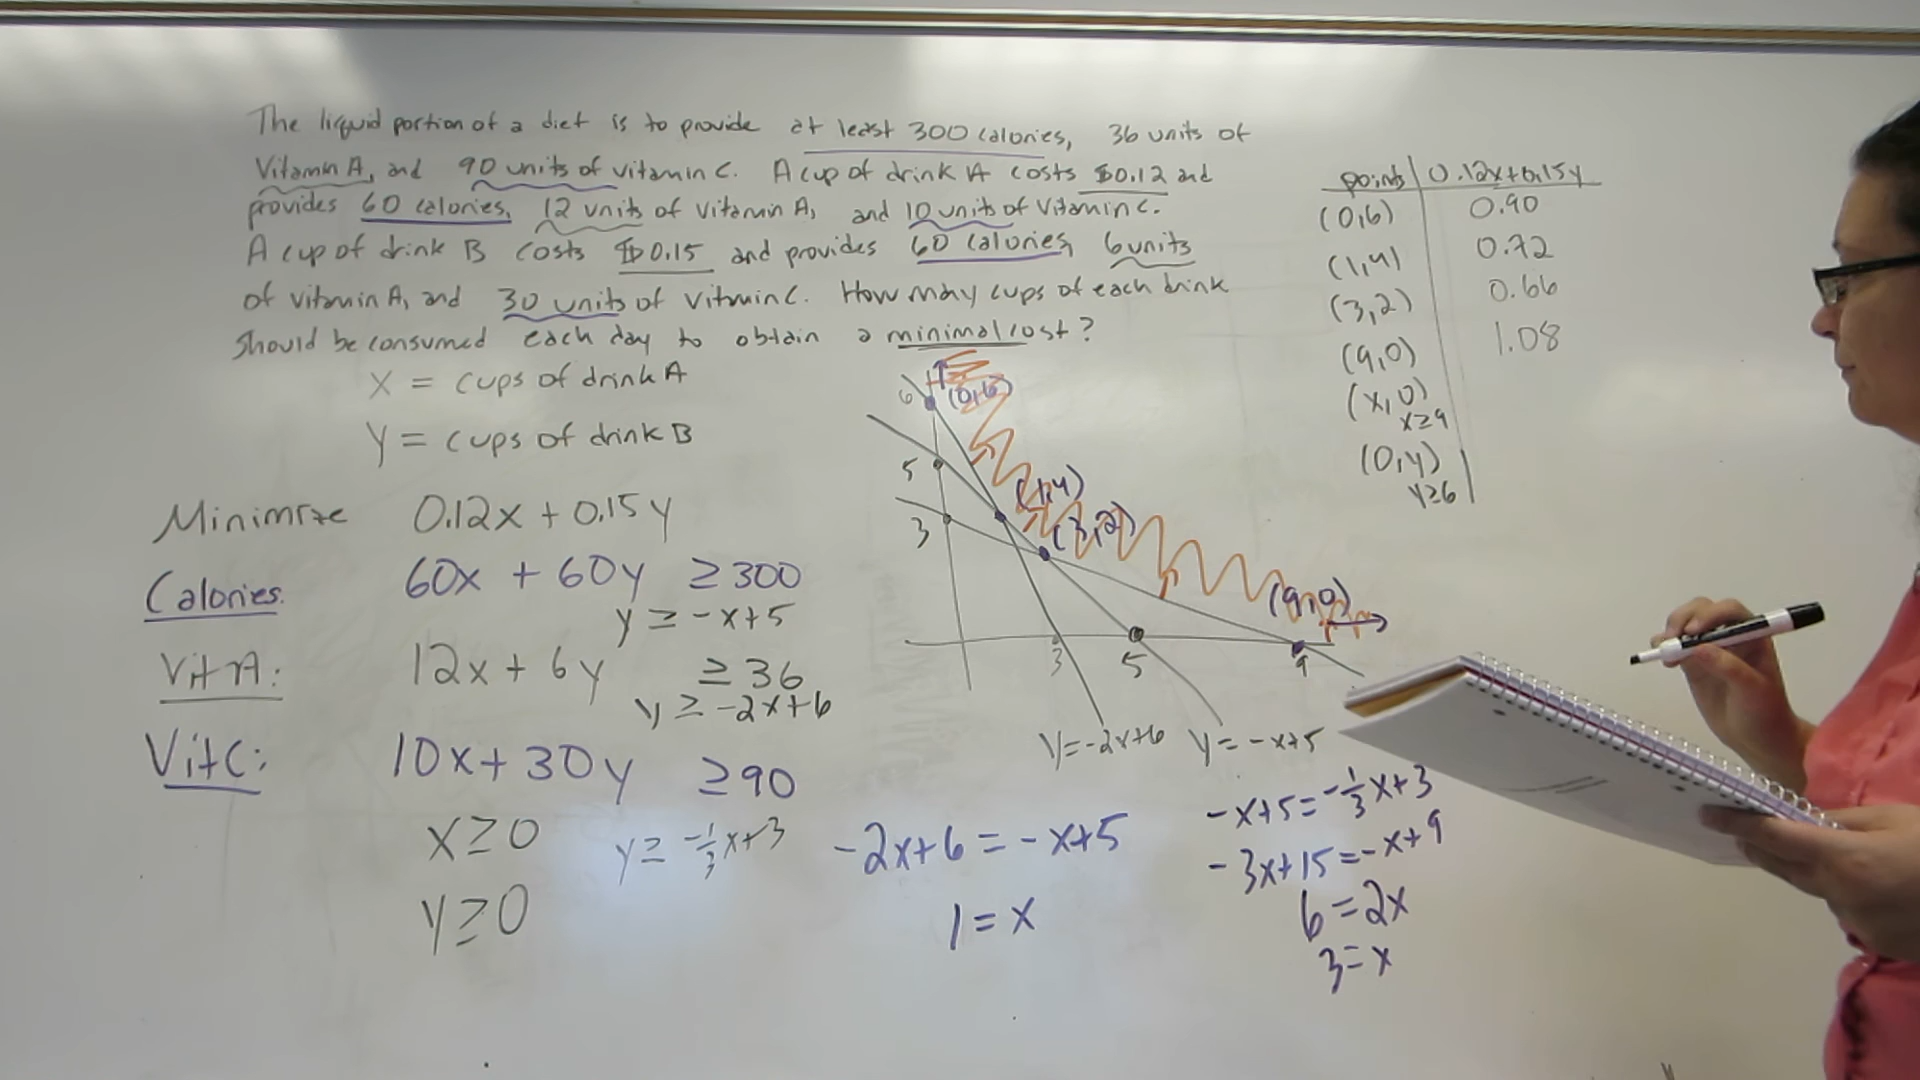 The liquid portion of a diet is to provide at least 300 calories, 36 units of
Vitamin A, and 90 units of vitamin C. A cup of drink A costs $0.12 and
provides 60 calories, 12 units of Vitamin A, and 10 units of Vitamin C.
A cup of drink B costs $0.15 and provides 60 calories, 6 units
of vitamin A, and 30 units of Vitamin C. How may cups of each drink
should be consumed each day to obtain a minimal cost?
X = cups of drink A
Y = cups of drink B
Minimize 0.12x + 0.15y
Calories: 60x + 60y ≥ 300
y ≥ -x+5
Vit A: 12x + 6y ≥ 36
y ≥ -2x+6
Vit C: 10x + 30y ≥ 90
x ≥ 0 y ≥ -1/3x+3
y ≥ 0
6 (0,6)
5
3
(1,4)
(3,2)
(9,0)
3 5 9
y=-2x+6 y=-x+5
-2x+6 = -x+5
1 = x
-x+5=-1/3x+3
-3x+15=-x+9
6=2x
3=x
points 0.12x+0.15y
(0,6) 0.90
(1,4) 0.72
(3,2) 0.66
(9,0) 1.08
(x,0)
x≥9
(0,y)
y≥6